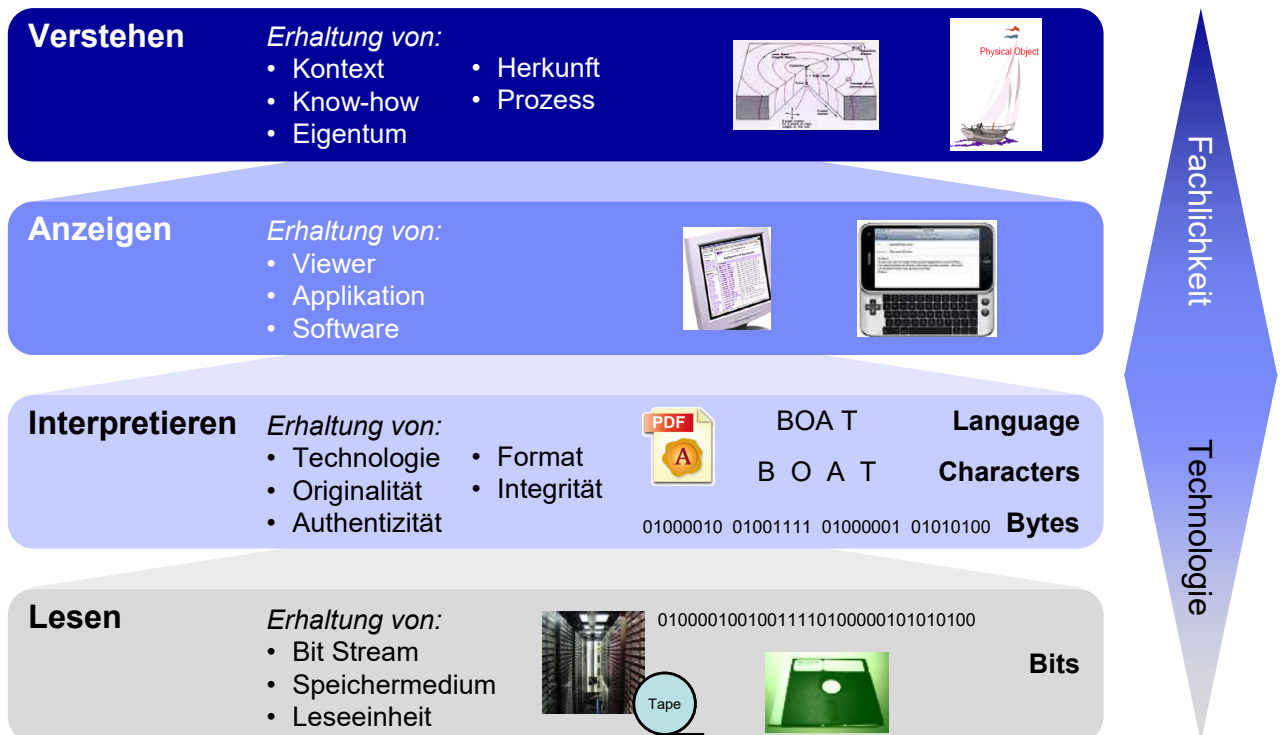 Verstehen
Erhaltung von:
• Kontext
• Know-how
• Eigentum
• Herkunft
• Prozess
Physical Object
Anzeigen
Erhaltung von:
• Viewer
• Applikation
• Software
Interpretieren
Erhaltung von:
• Technologie
• Originalität
• Authentizität
• Format
• Integrität
PDF
A
BOA T
Language
B O A T
Characters
01000010 01001111 01000001 01010100
Bytes
Lesen
Erhaltung von:
• Bit Stream
• Speichermedium
• Leseeinheit
Tape
01000010010011110100000101010100
Bits
Fachlichkeit
Technologie